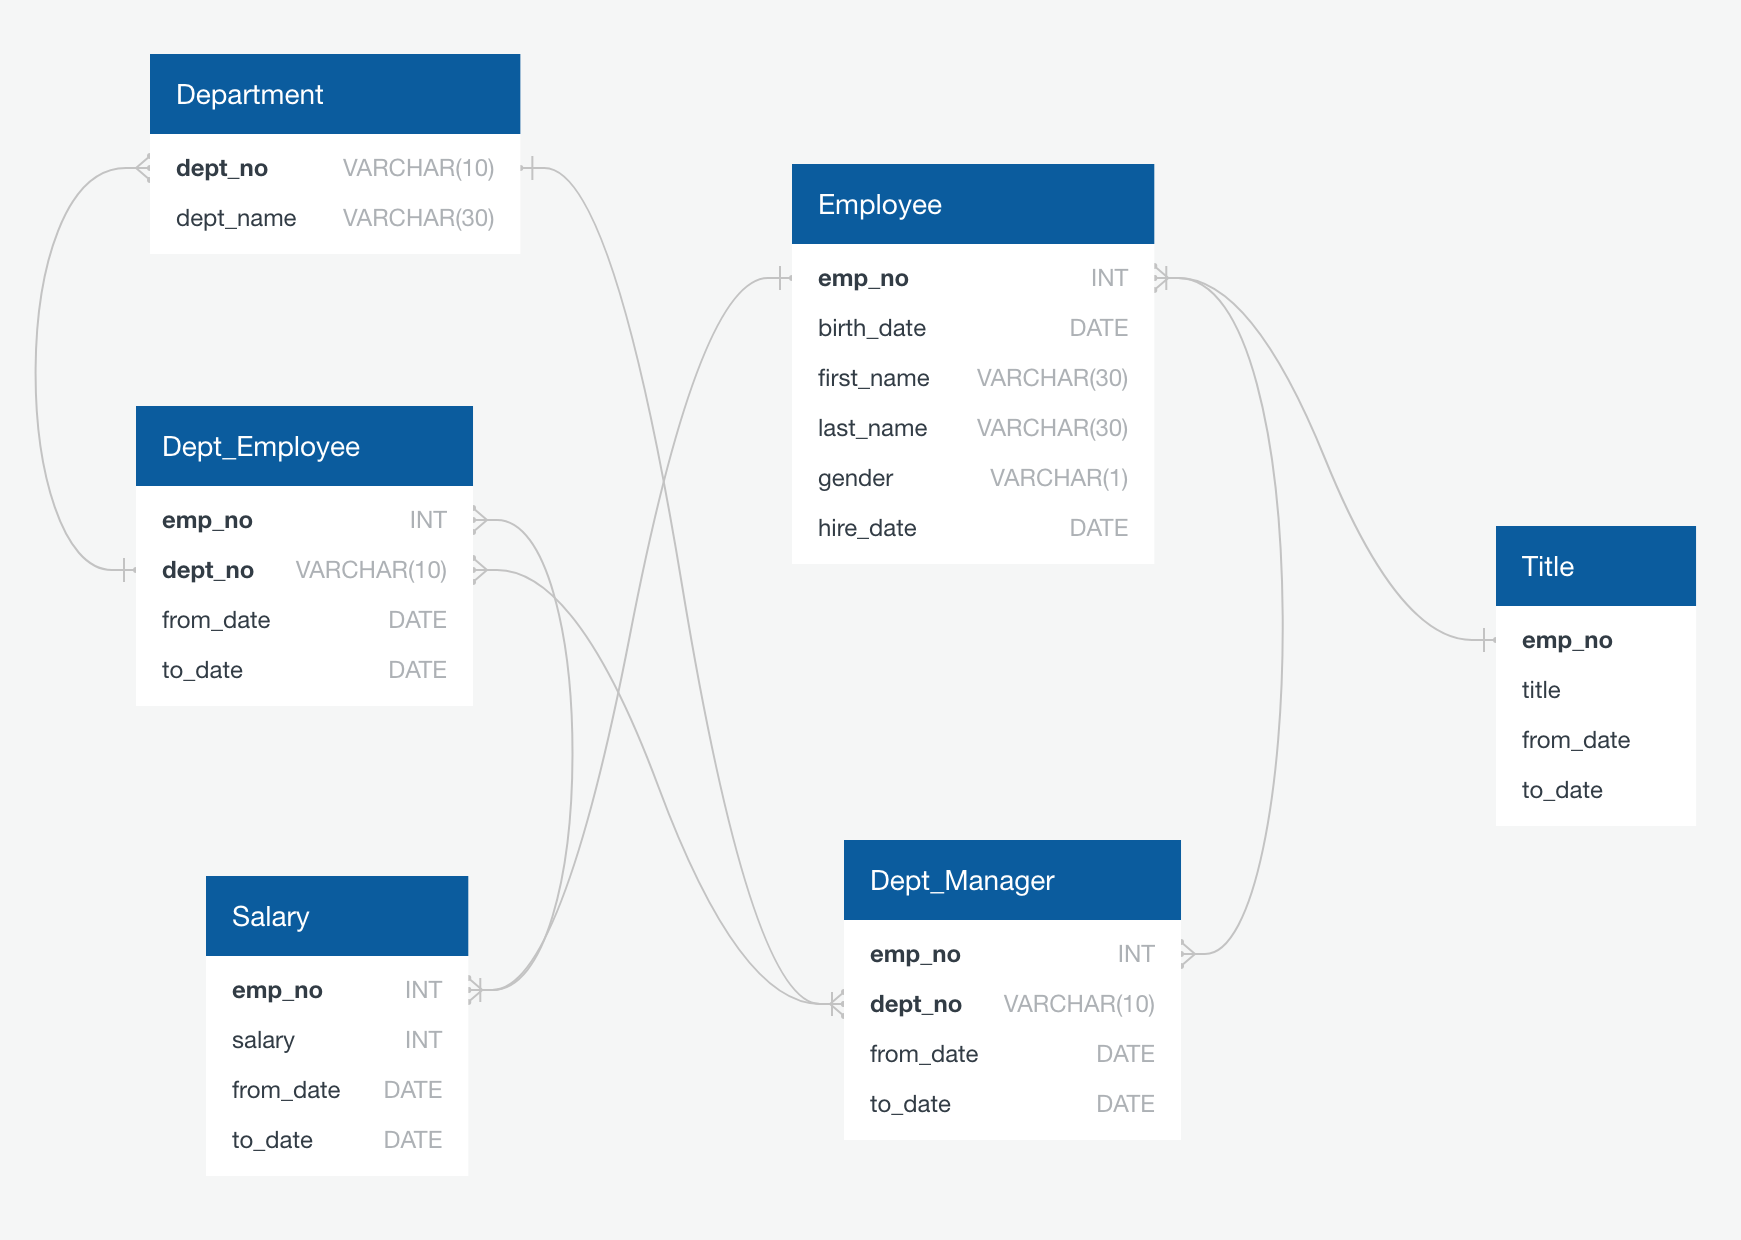 Department
dept_no VARCHAR(10)
dept_name VARCHAR(30)
Employee
emp_no INT
birth_date DATE
first_name VARCHAR(30)
last_name VARCHAR(30)
gender VARCHAR(1)
hire_date DATE
Dept_Employee
emp_no INT
dept_no VARCHAR(10)
from_date DATE
to_date DATE
Title
emp_no
title
from_date
to_date
Salary
emp_no INT
salary INT
from_date DATE
to_date DATE
Dept_Manager
emp_no INT
dept_no VARCHAR(10)
from_date DATE
to_date DATE